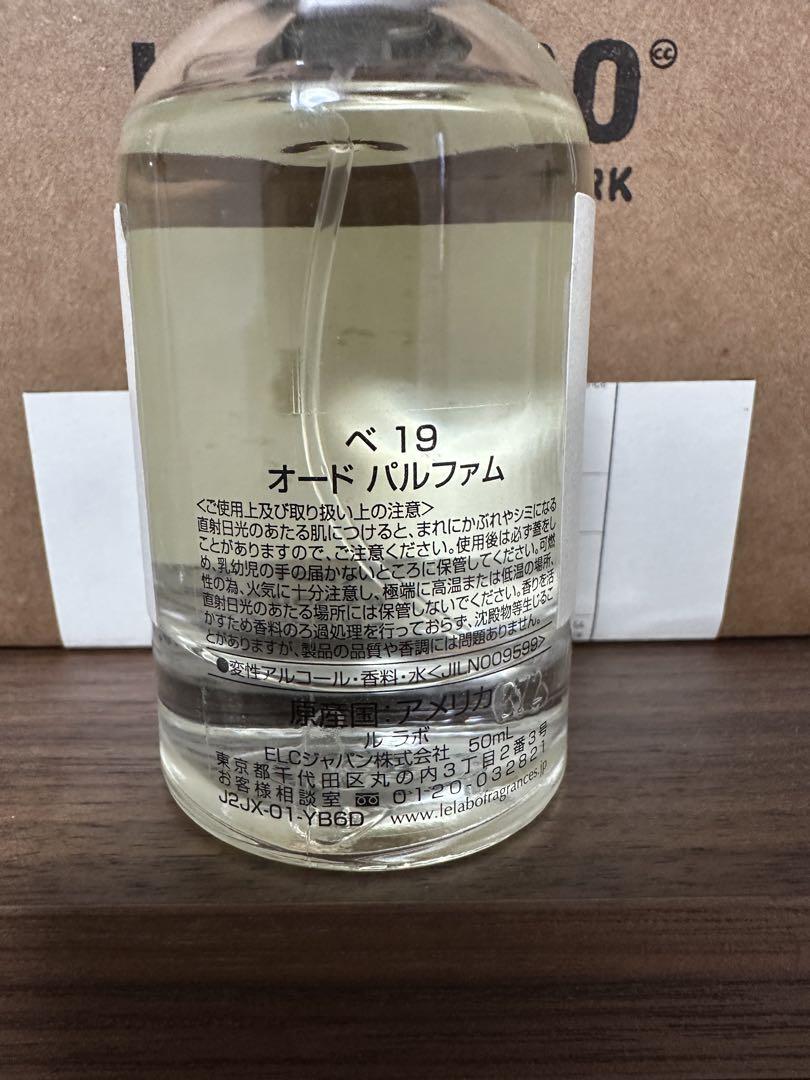 RK
ベ 19
オード パルファム
<ご使用上及び取り扱い上の注意>
直射日光のあたる肌につけると、まれにかぶれやシミになる
ことがありますので、ご注意ください。使用後は必ず蓋をし
め、乳幼児の手の届かないところに保管してください。可燃
性の為、火気に十分注意し、極端に高温または低温の場所、
直射日光のあたる場所には保管しないでください。香りを活
かすため香料のろ過処理を行っておらず、沈殿物等生じるこ
とがありますが、製品の品質や香調には問題ありません。
●変性アルコール・香料・水<JILN009599>
原産国:アメリカ
ル ラボ 50mL
ELCジャパン株式会社
東京都千代田区丸の内3丁目2番3号
お客様相談室 0120-032821
J2JX-01-YB6D www.lelabofragrances.jp